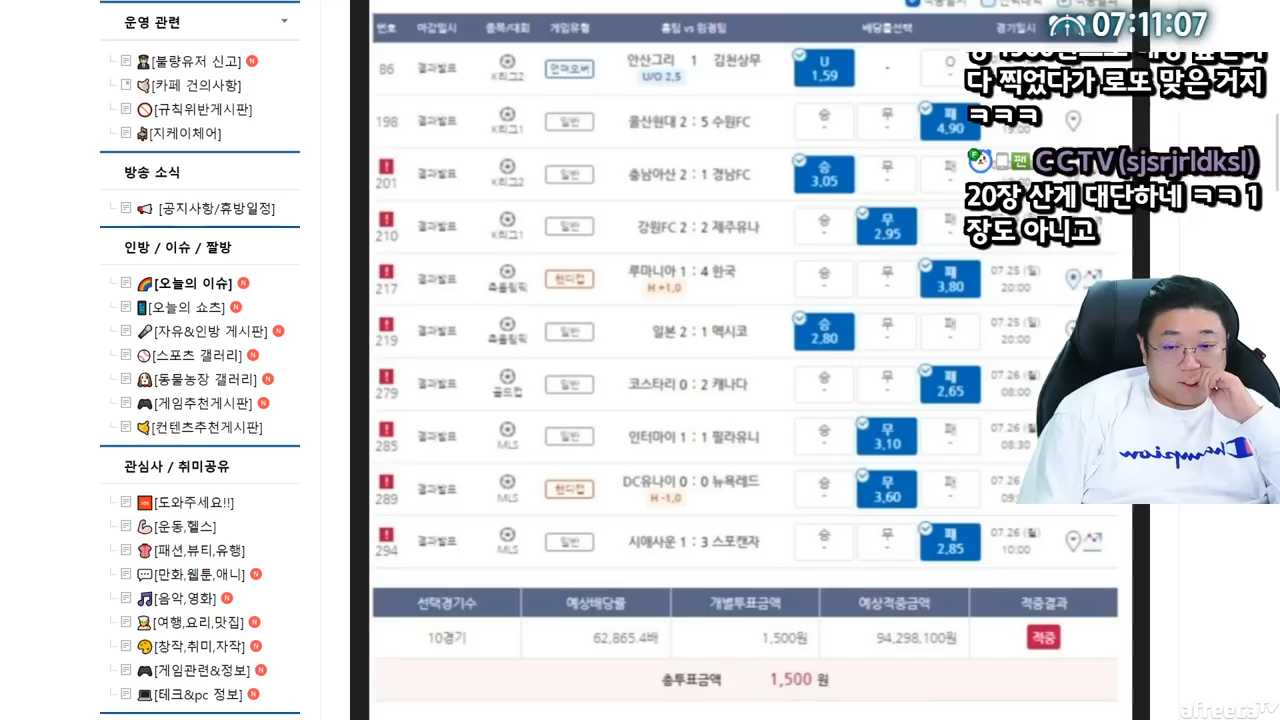 운영 관련
[불량유저 신고] N
[카페 건의사항]
[규칙위반게시판]
[지케이체어]
방송 소식
[공지사항/휴방일정]
인방 / 이슈 / 짤방
[오늘의 이슈] N
[오늘의 쇼츠] N
[자유&인방 게시판] N
[스포츠 갤러리] N
[동물농장 갤러리] N
[게임추천게시판] N
[컨텐츠추천게시판]
관심사 / 취미공유
[도와주세요!!]
[운동,헬스]
[패션,뷰티,유행]
[만화,웹툰,애니] N
[음악,영화] N
[여행,요리,맛집] N
[창작,취미,자작] N
[게임관련&정보] N
[테크&pc 정보] N
번호 마감일시 종목/대회 게임유형 홈팀 vs 원정팀 배당률선택 경기일시
86 결과발표 K리그2 언더오버 안산그리 1 김천상무 U/O 2,5 U 1,59 - O
198 결과발표 K리그1 일반 울산현대 2 : 5 수원FC 승 - 무 - 패 4,90 19:00
201 결과발표 K리그2 일반 충남아산 2 : 1 경남FC 승 3,05 무 - 패 -
210 결과발표 K리그1 일반 강원FC 2 : 2 제주유나 승 - 무 2,95 패 -
217 결과발표 축올림픽 핸디캡 루마니아 1 : 4 한국 H +1,0 승 - 무 - 패 3,80 07.25 (일) 20:00
219 결과발표 축올림픽 일반 일본 2 : 1 멕시코 승 2,80 무 - 패 - 07.25 (일) 20:00
279 결과발표 골드컵 일반 코스타리 0 : 2 캐나다 승 - 무 - 패 2,65 07.26 (월) 08:00
285 결과발표 MLS 일반 인터마이 1 : 1 필라유니 승 - 무 3,10 패 - 07.26 (월) 08:30
289 결과발표 MLS 핸디캡 DC유나이 0 : 0 뉴욕레드 H -1,0 승 - 무 3,60 패 - 07.26
294 결과발표 MLS 일반 시애사운 1 : 3 스포캔자 승 - 무 - 패 2,85 07.26 (월) 10:00
선택경기수 예상배당률 개별투표금액 예상적중금액 적중결과
10경기 62,865.4배 1,500원 94,298,100원 적중
총투표금액 1,500 원
07:11:07
다 찍었다가 로또 맞은 거지
ㅋㅋㅋ
F 팬 CCTV(sjsrjrldksl)
20장 산게 대단하네 ㅋㅋ 1
장도 아니고
Champion
afreecaTV